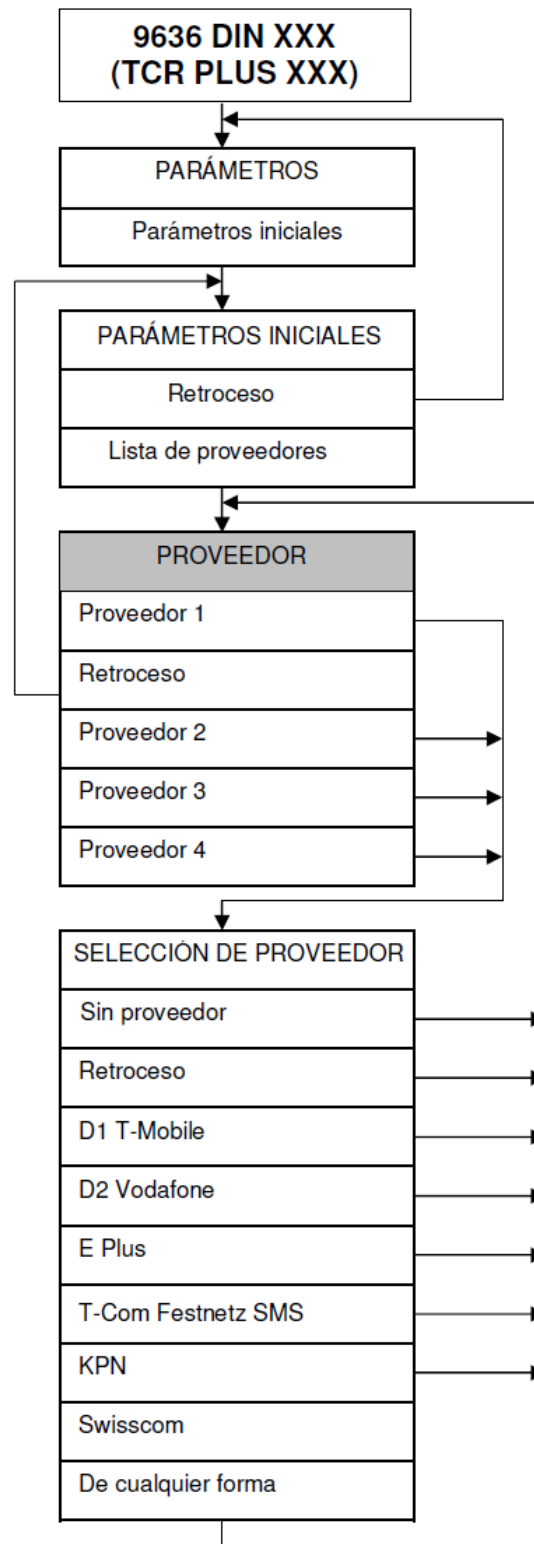 9636 DIN XXX
(TCR PLUS XXX)
PARÁMETROS
Parámetros iniciales
PARÁMETROS INICIALES
Retroceso
Lista de proveedores
PROVEEDOR
Proveedor 1
Retroceso
Proveedor 2
Proveedor 3
Proveedor 4
SELECCIÓN DE PROVEEDOR
Sin proveedor
Retroceso
D1 T-Mobile
D2 Vodafone
E Plus
T-Com Festnetz SMS
KPN
Swisscom
De cualquier forma